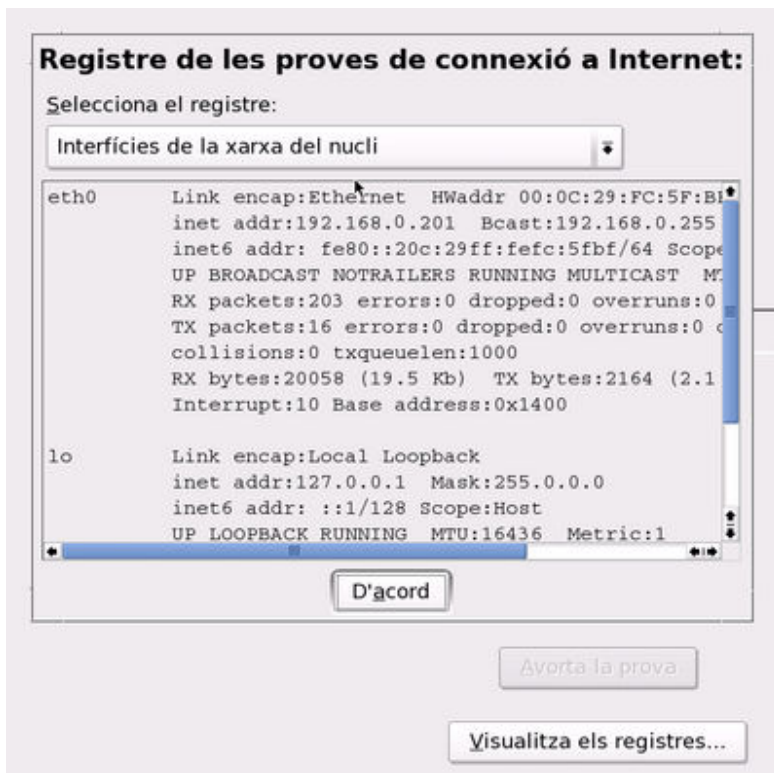 Registre de les proves de connexió a Internet:
Selecciona el registre:
Interfícies de la xarxa del nucli
eth0 Link encap:Ethernet HWaddr 00:0C:29:FC:5F:
inet addr:192.168.0.201 Bcast:192.168.0.255
inet6 addr: fe80::20c:29ff:fefc:5fbf/64 Scope
UP BROADCAST NOTRAILERS RUNNING MULTICAST
RX packets:203 errors:0 dropped:0 overruns:0
TX packets:16 errors:0 dropped:0 overruns:0
collisions:0 txqueuelen:1000
RX bytes:20058 (19.5 Kb) TX bytes:2164 (2.1
Interrupt:10 Base address:0x1400
lo Link encap:Local Loopback
inet addr:127.0.0.1 Mask:255.0.0.0
inet6 addr: ::1/128 Scope:Host
UP LOOPBACK RUNNING MTU:16436 Metric:1
D'acord
Avorta la prova
Visualitza els registres...